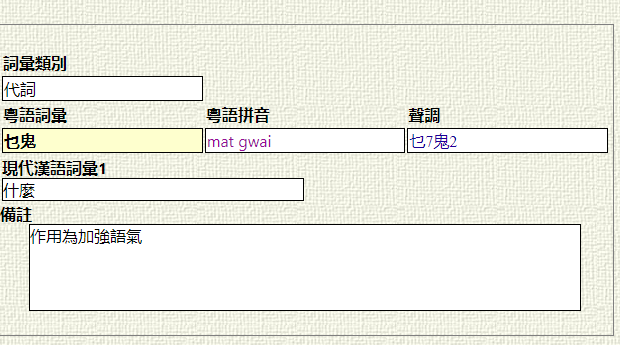 詞彙類別
代詞
粵語詞彙 粵語拼音 聲調
乜鬼 mat gwai 乜7鬼2
現代漢語詞彙1
什麼
備註
作用為加強語氣